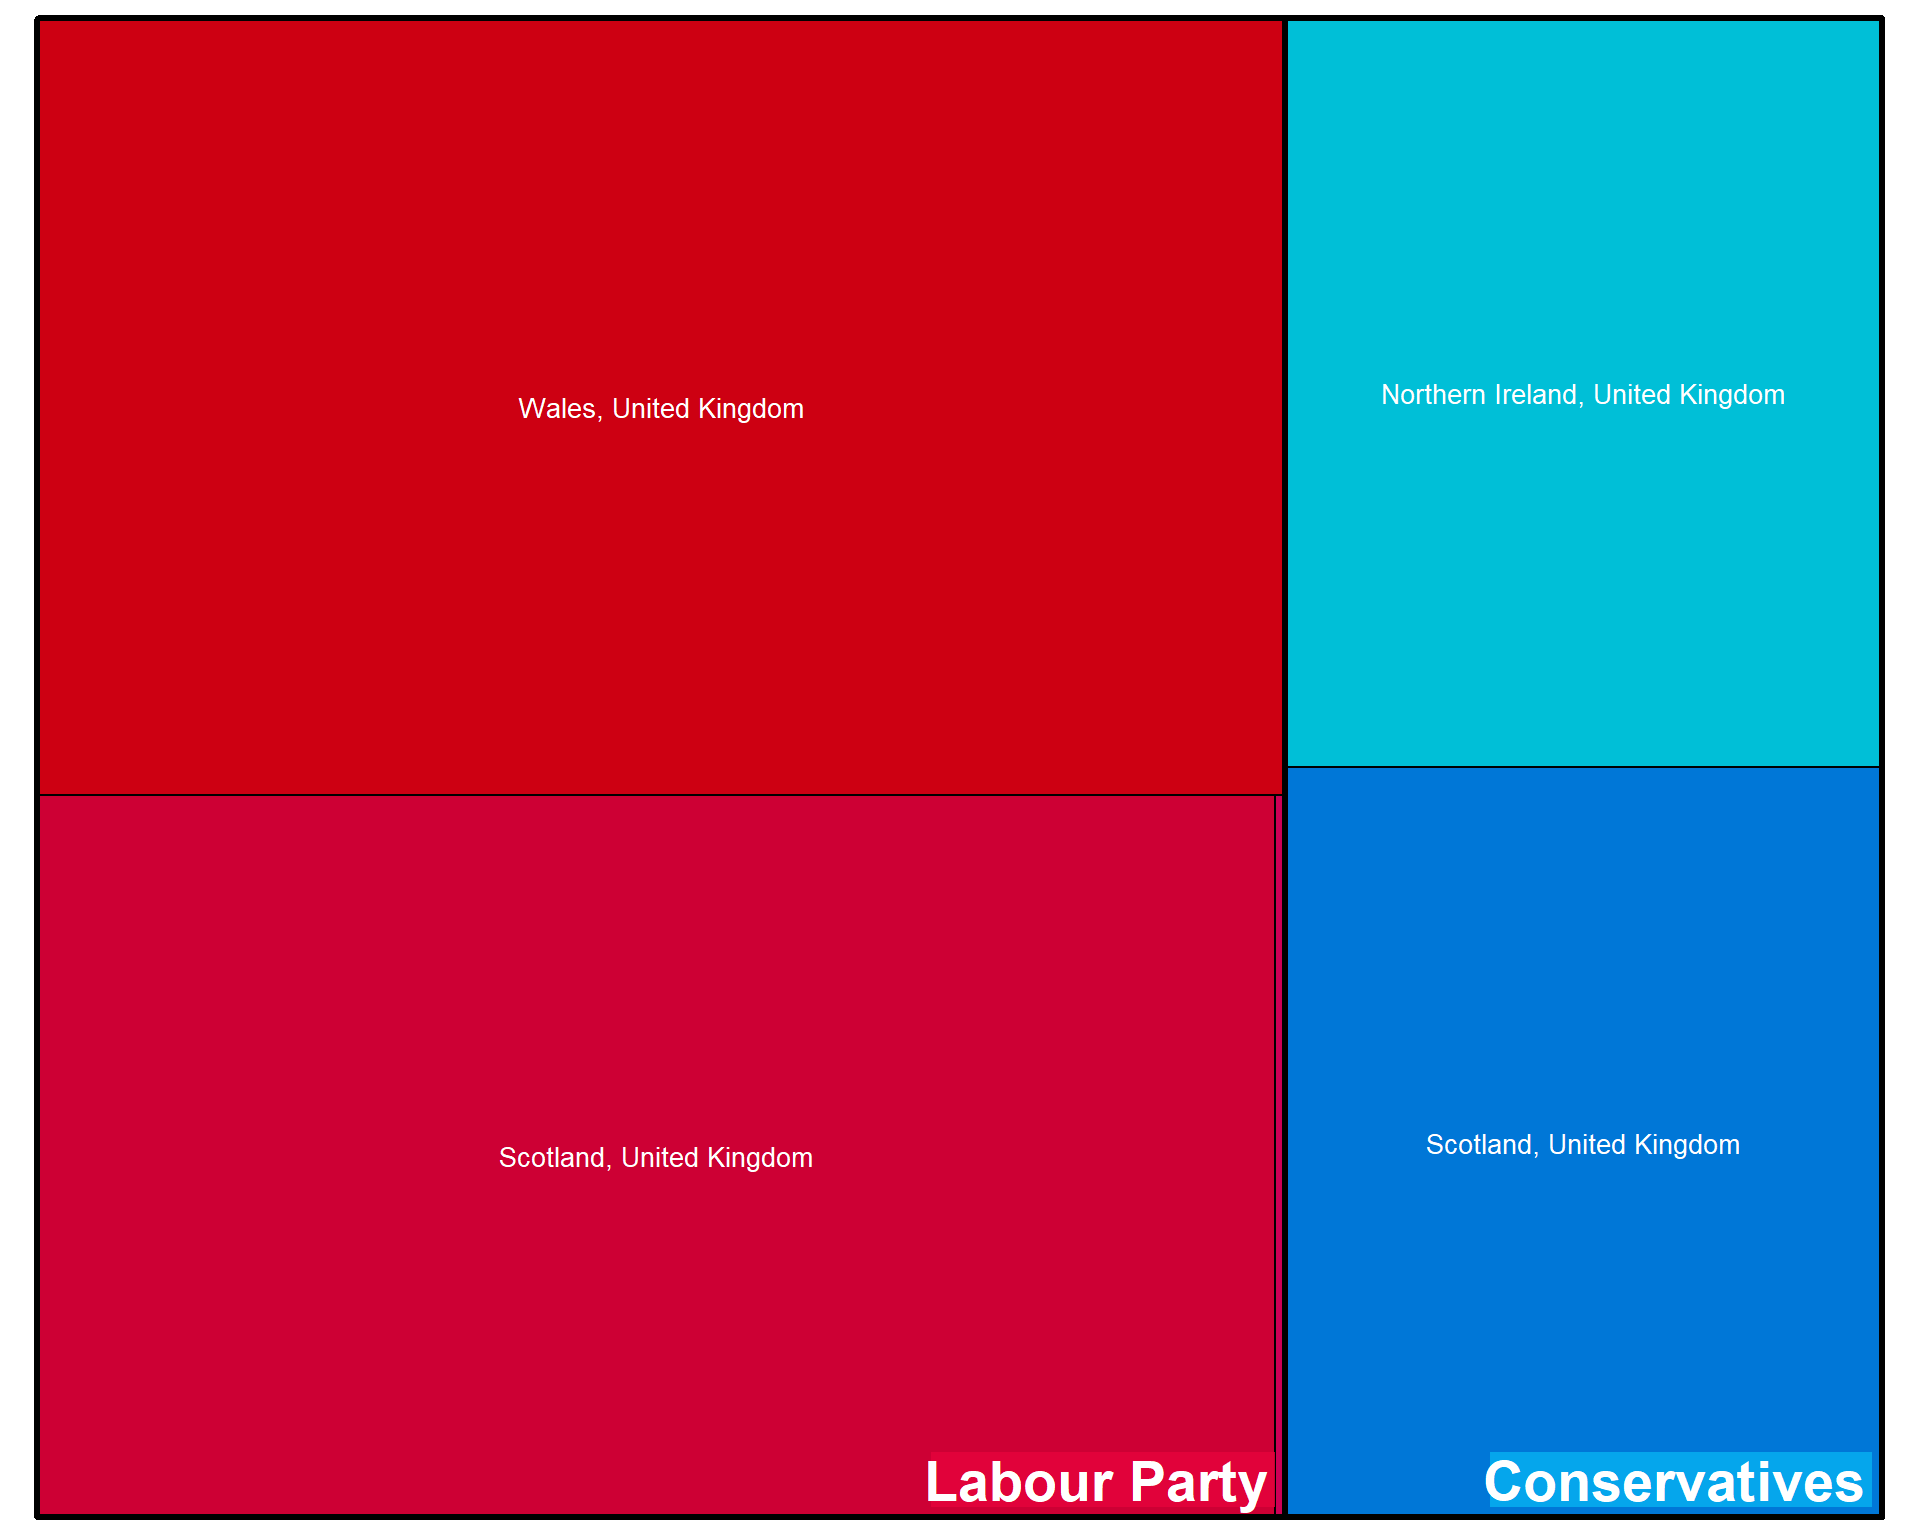 Wales, United Kingdom
Northern Ireland, United Kingdom
Scotland, United Kingdom
Scotland, United Kingdom
Labour Party
Conservatives